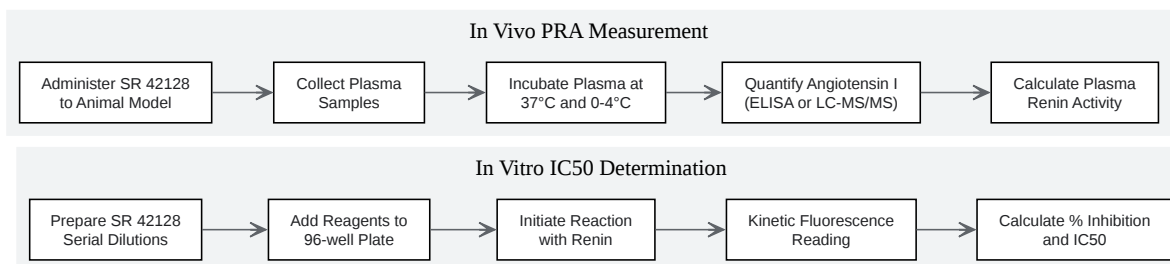 In Vivo PRA Measurement
Administer SR 42128
to Animal Model
Collect Plasma
Samples
Incubate Plasma at
37°C and 0-4°C
Quantify Angiotensin I
(ELISA or LC-MS/MS)
Calculate Plasma
Renin Activity
In Vitro IC50 Determination
Prepare SR 42128
Serial Dilutions
Add Reagents to
96-well Plate
Initiate Reaction
with Renin
Kinetic Fluorescence
Reading
Calculate % Inhibition
and IC50